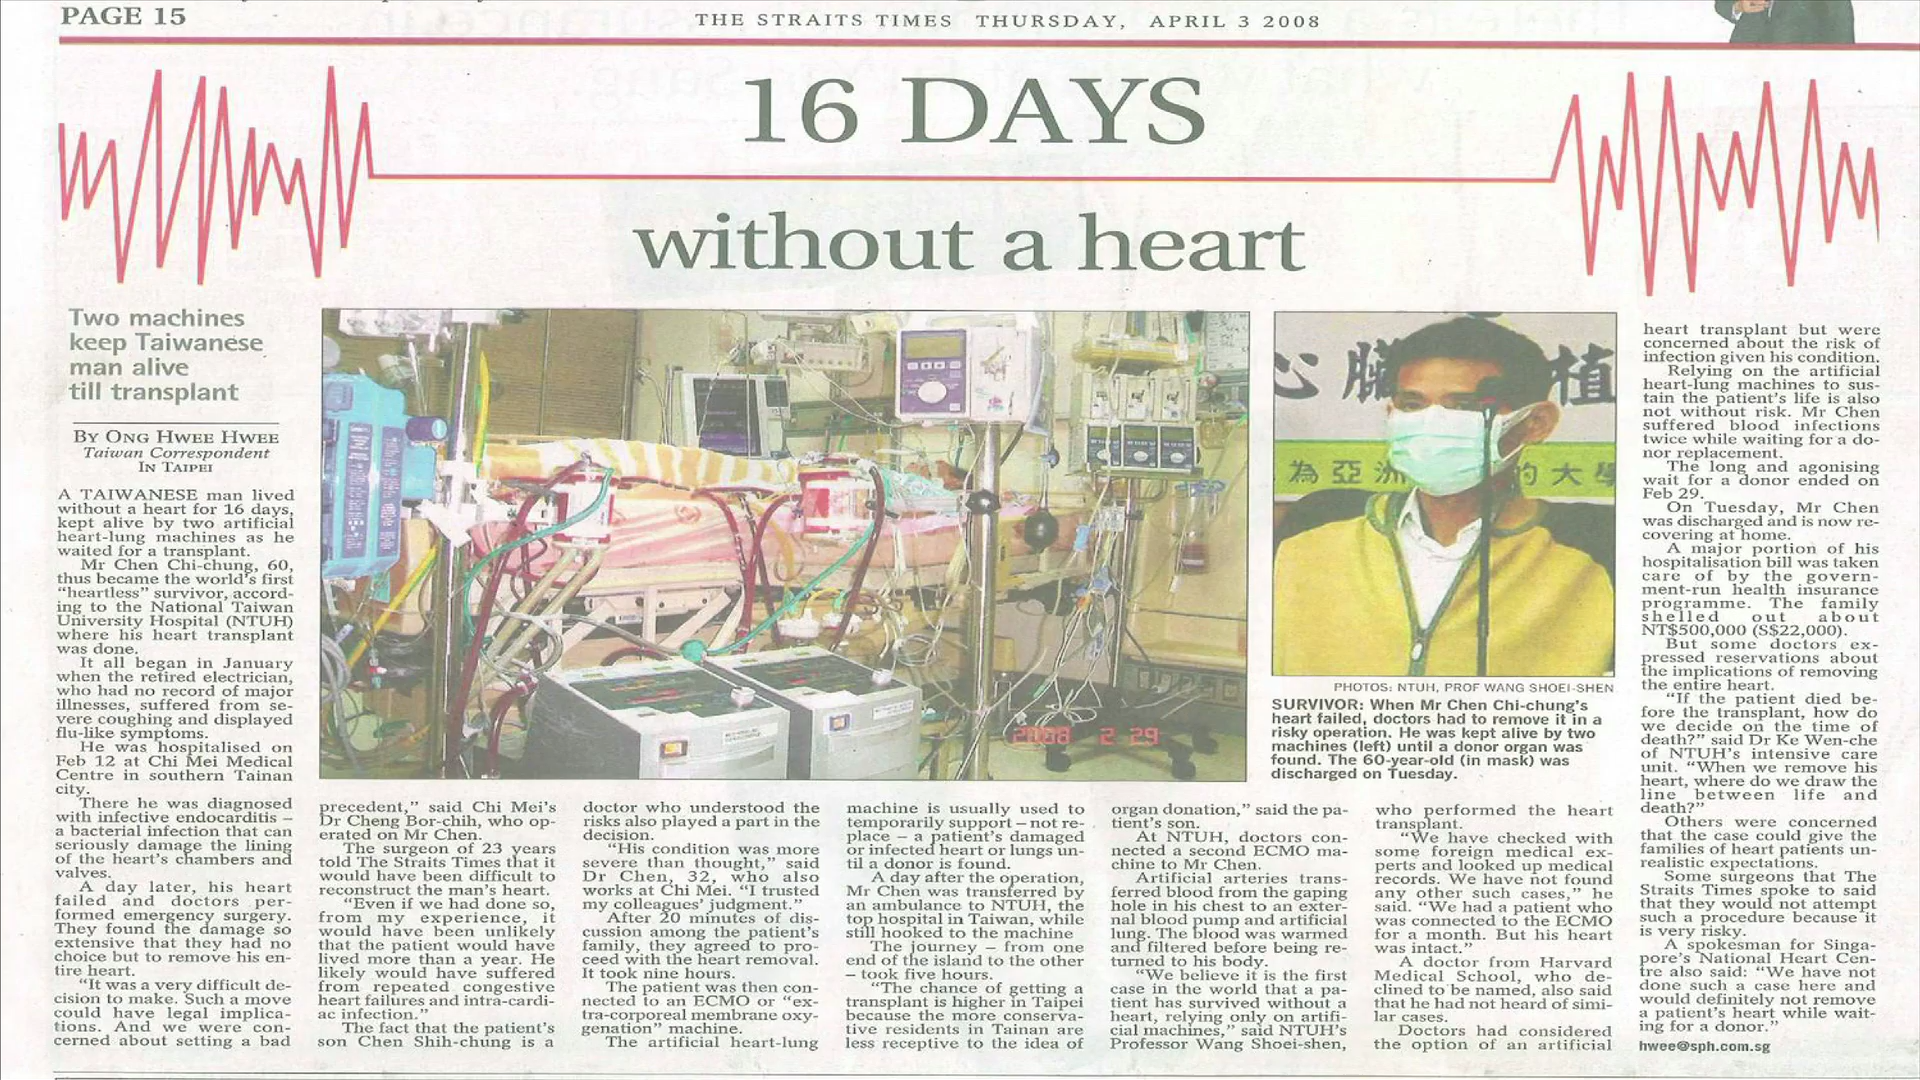 PAGE 15
THE STRAITS TIMES THURSDAY, APRIL 3 2008
16 DAYS
without a heart
Two machines
keep Taiwanese
man alive
till transplant
BY ONG HWEE HWEE
Taiwan Correspondent
IN TAIPEI
A TAIWANESE man lived
without a heart for 16 days,
kept alive by two artificial
heart-lung machines as he
waited for a transplant.
Mr Chen Chi-chung, 60,
thus became the world's first
“heartless” survivor, accord-
ing to the National Taiwan
University Hospital (NTUH)
where his heart transplant
was done.
It all began in January
when the retired electrician,
who had no record of major
illnesses, suffered from se-
vere coughing and displayed
flu-like symptoms.
He was hospitalised on
Feb 12 at Chi Mei Medical
Centre in southern Tainan
city.
There he was diagnosed
with infective endocarditis –
a bacterial infection that can
seriously damage the lining
of the heart's chambers and
valves.
A day later, his heart
failed and doctors per-
formed emergency surgery.
They found the damage so
extensive that they had no
choice but to remove his en-
tire heart.
“It was a very difficult de-
cision to make. Such a move
could have legal implica-
tions. And we were con-
cerned about setting a bad
precedent,” said Chi Mei's
Dr Cheng Bor-chih, who op-
erated on Mr Chen.
The surgeon of 23 years
told The Straits Times that it
would have been difficult to
reconstruct the man's heart.
“Even if we had done so,
from my experience, it
would have been unlikely
that the patient would have
lived more than a year. He
likely would have suffered
from repeated congestive
heart failures and intra-cardi-
ac infection.”
The fact that the patient's
son Chen Shih-chung is a
doctor who understood the
risks also played a part in the
decision.
“His condition was more
severe than thought,” said
Dr Chen, 32, who also
works at Chi Mei. “I trusted
my colleagues' judgment.”
After 20 minutes of dis-
cussion among the patient's
family, they agreed to pro-
ceed with the heart removal.
It took nine hours.
The patient was then con-
nected to an ECMO or “ex-
tra-corporeal membrane oxy-
genation” machine.
The artificial heart-lung
machine is usually used to
temporarily support – not re-
place – a patient's damaged
or infected heart or lungs un-
til a donor is found.
A day after the operation,
Mr Chen was transferred by
an ambulance to NTUH, the
top hospital in Taiwan, while
still hooked to the machine
The journey – from one
end of the island to the other
– took five hours.
“The chance of getting a
transplant is higher in Taipei
because the more conserva-
tive residents in Tainan are
less receptive to the idea of
organ donation,” said the pa-
tient's son.
At NTUH, doctors con-
nected a second ECMO ma-
chine to Mr Chen.
Artificial arteries trans-
ferred blood from the gaping
hole in his chest to an exter-
nal blood pump and artificial
lung. The blood was warmed
and filtered before being re-
turned to his body.
“We believe it is the first
case in the world that a pa-
tient has survived without a
heart, relying only on artifi-
cial machines,” said NTUH's
Professor Wang Shoei-shen,
who performed the heart
transplant.
“We have checked with
some foreign medical ex-
perts and looked up medical
records. We have not found
any other such cases,” he
said. “We had a patient who
was connected to the ECMO
for a month. But his heart
was intact.”
A doctor from Harvard
Medical School, who de-
clined to be named, also said
that he had not heard of simi-
lar cases.
Doctors had considered
the option of an artificial
heart transplant but were
concerned about the risk of
infection given his condition.
Relying on the artificial
heart-lung machines to sus-
tain the patient's life is also
not without risk. Mr Chen
suffered blood infections
twice while waiting for a do-
nor replacement.
The long and agonising
wait for a donor ended on
Feb 29.
On Tuesday, Mr Chen
was discharged and is now re-
covering at home.
A major portion of his
hospitalisation bill was taken
care of by the govern-
ment-run health insurance
programme. The family
shelled out about
NT$500,000 (S$22,000).
But some doctors ex-
pressed reservations about
the implications of removing
the entire heart.
“If the patient died be-
fore the transplant, how do
we decide on the time of
death?” said Dr Ke Wen-che
of NTUH's intensive care
unit. “When we remove his
heart, where do we draw the
line between life and
death?”
Others were concerned
that the case could give the
families of heart patients un-
realistic expectations.
Some surgeons that The
Straits Times spoke to said
that they would not attempt
such a procedure because it
is very risky.
A spokesman for Singa-
pore's National Heart Cen-
tre also said: “We have not
done such a case here and
would definitely not remove
a patient's heart while wait-
ing for a donor.”
hwee@sph.com.sg
2008 2 29
心臟 植
為亞洲 的大學
PHOTOS: NTUH, PROF WANG SHOEI-SHEN
SURVIVOR: When Mr Chen Chi-chung's
heart failed, doctors had to remove it in a
risky operation. He was kept alive by two
machines (left) until a donor organ was
found. The 60-year-old (in mask) was
discharged on Tuesday.